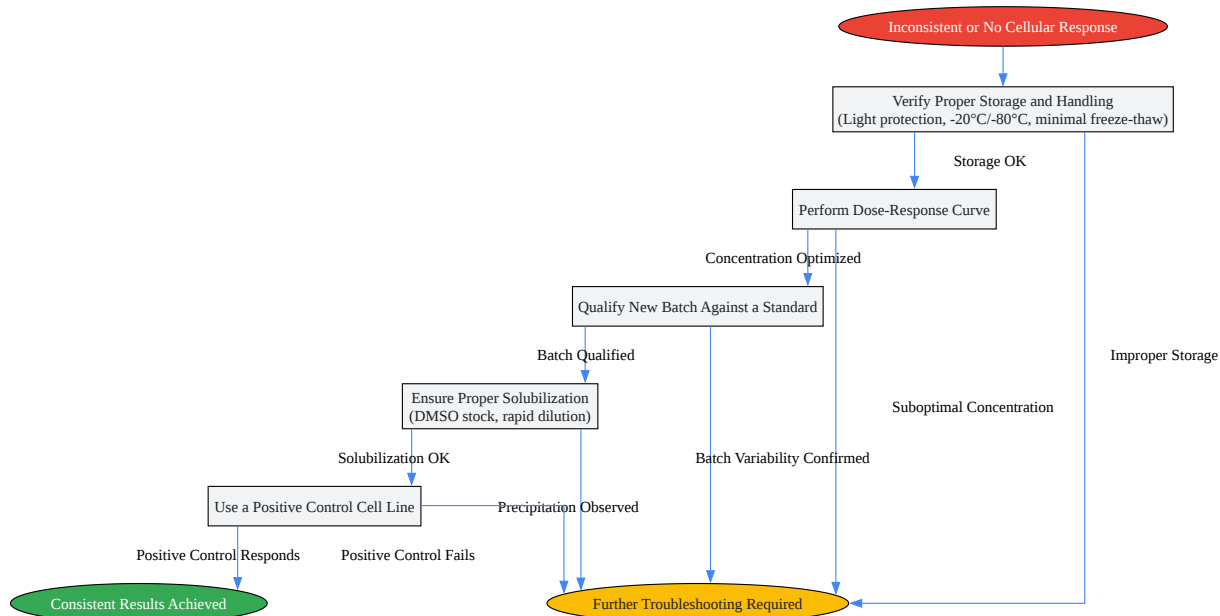 Inconsistent or No Cellular Response
Verify Proper Storage and Handling
(Light protection, -20°C/-80°C, minimal freeze-thaw)
Storage OK
Perform Dose-Response Curve
Concentration Optimized
Qualify New Batch Against a Standard
Batch Qualified
Improper Storage
Ensure Proper Solubilization
(DMSO stock, rapid dilution)
Suboptimal Concentration
Solubilization OK
Batch Variability Confirmed
Use a Positive Control Cell Line
Precipitation Observed
Positive Control Responds
Positive Control Fails
Consistent Results Achieved
Further Troubleshooting Required